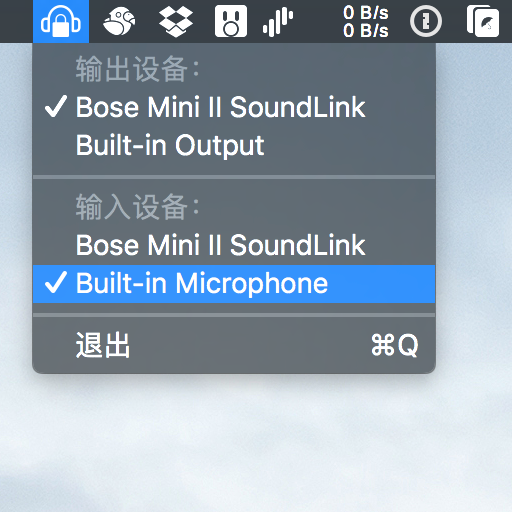 0 B/s
0 B/s
输出设备：
✓ Bose Mini II SoundLink
Built-in Output
输入设备：
Bose Mini II SoundLink
✓ Built-in Microphone
退出 ⌘Q